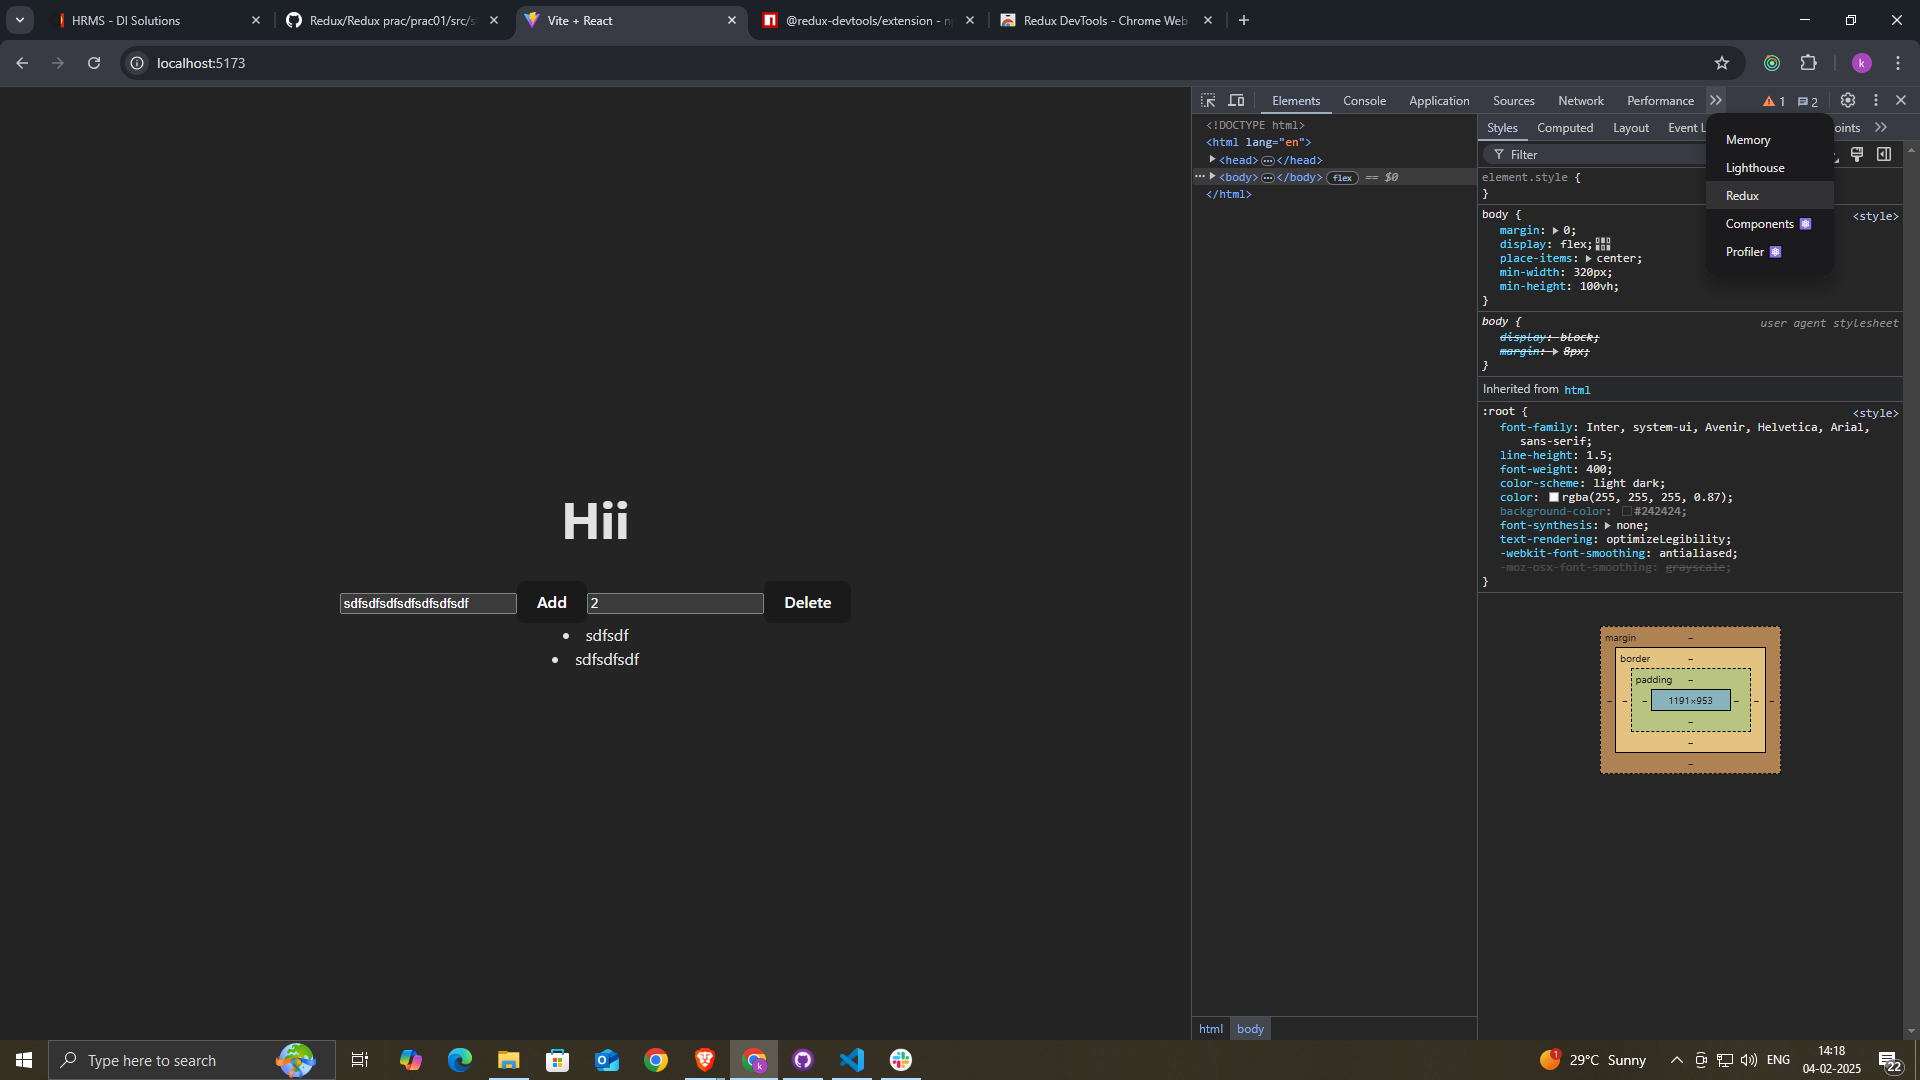 HRMS - DI Solutions
Redux/Redux prac/prac01/src/s
Vite + React
@redux-devtools/extension - n
Redux DevTools - Chrome Web
localhost:5173
k
Elements
Console
Application
Sources
Network
Performance
1
2
<!DOCTYPE html>
<html lang="en">
<head> </head>
<body> </body> flex == $0
</html>
Styles
Computed
Layout
Event L
oints
Filter
Memory
Lighthouse
Redux
Components
Profiler
element.style {
}
body {
<style>
margin: 0;
display: flex;
place-items: center;
min-width: 320px;
min-height: 100vh;
}
body {
user agent stylesheet
display: block;
margin: 8px;
}
Inherited from html
:root {
<style>
font-family: Inter, system-ui, Avenir, Helvetica, Arial,
sans-serif;
line-height: 1.5;
font-weight: 400;
color-scheme: light dark;
color: rgba(255, 255, 255, 0.87);
background-color: #242424;
font-synthesis: none;
text-rendering: optimizeLegibility;
-webkit-font-smoothing: antialiased;
-moz-osx-font-smoothing: grayscale;
}
margin –
border –
padding –
– – – 1191×953 – – –
–
–
–
Hii
sdfsdfsdfsdfsdfsdfsdf
Add
2
Delete
• sdfsdf
• sdfsdfsdf
html
body
Type here to search
k
1
29°C Sunny
ENG
14:18
04-02-2025
22